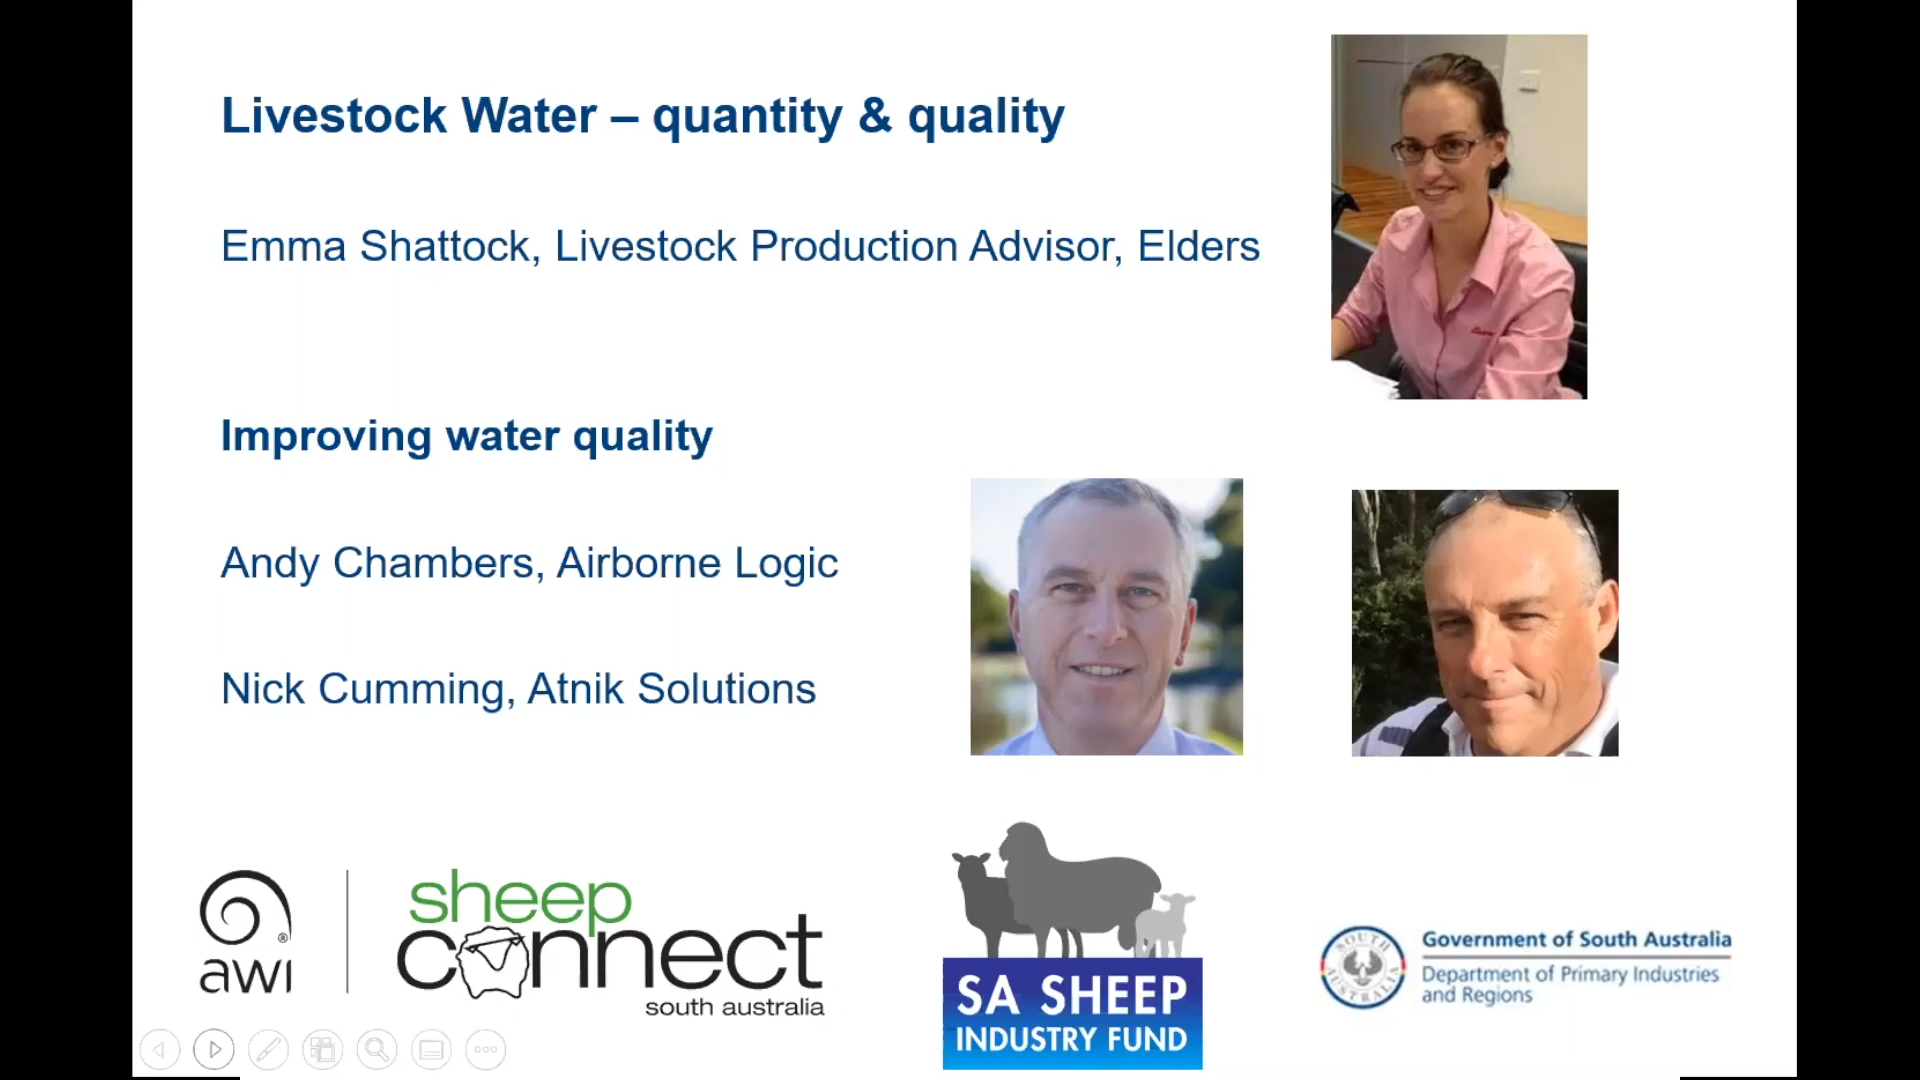 Livestock Water – quantity & quality
Emma Shattock, Livestock Production Advisor, Elders
Improving water quality
Andy Chambers, Airborne Logic
Nick Cumming, Atnik Solutions
awi
®
sheep
connect
south australia
SA SHEEP
INDUSTRY FUND
SOUTH
AUSTRALIA
Government of South Australia
Department of Primary Industries
and Regions